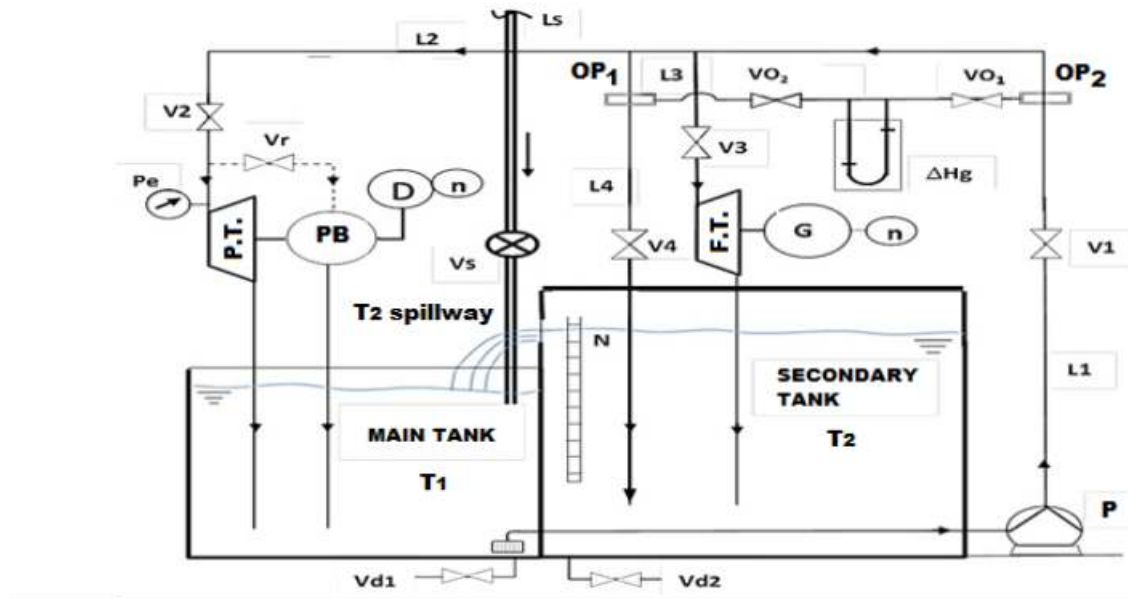 Ls
L2
OP1 L3 VO2 VO1 OP2
V2
Vr
V3
Pe
D n
L4
ΔHg
P.T.
PB
F.T.
G n
V4
V1
Vs
T2 spillway
N
L1
SECONDARY
TANK
T2
MAIN TANK
T1
P
Vd1 Vd2